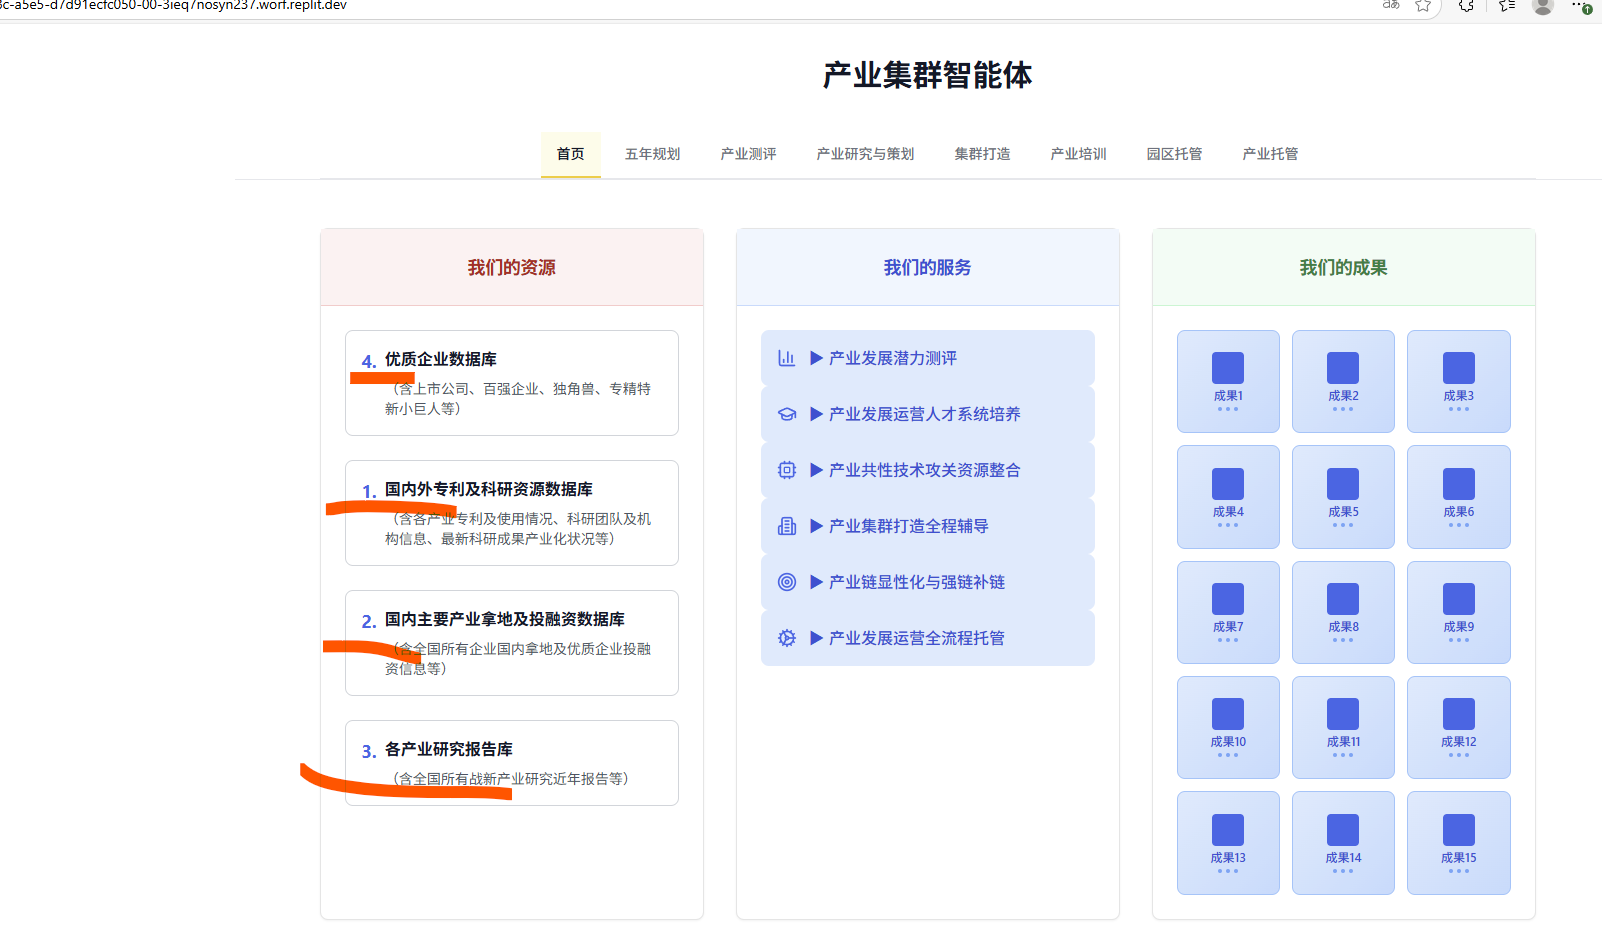 3c-a5e5-d7d91ecfc050-00-3ieq7nosyn237.worf.replit.dev
产业集群智能体
首页
五年规划
产业测评
产业研究与策划
集群打造
产业培训
园区托管
产业托管
我们的资源
4. 优质企业数据库
（含上市公司、百强企业、独角兽、专精特
新小巨人等）
1. 国内外专利及科研资源数据库
（含各产业专利及使用情况、科研团队及机
构信息、最新科研成果产业化状况等）
2. 国内主要产业拿地及投融资数据库
（含全国所有企业国内拿地及优质企业投融
资信息等）
3. 各产业研究报告库
（含全国所有战新产业研究近年报告等）
我们的服务
▶ 产业发展潜力测评
▶ 产业发展运营人才系统培养
▶ 产业共性技术攻关资源整合
▶ 产业集群打造全程辅导
▶ 产业链显性化与强链补链
▶ 产业发展运营全流程托管
我们的成果
成果1
成果2
成果3
成果4
成果5
成果6
成果7
成果8
成果9
成果10
成果11
成果12
成果13
成果14
成果15